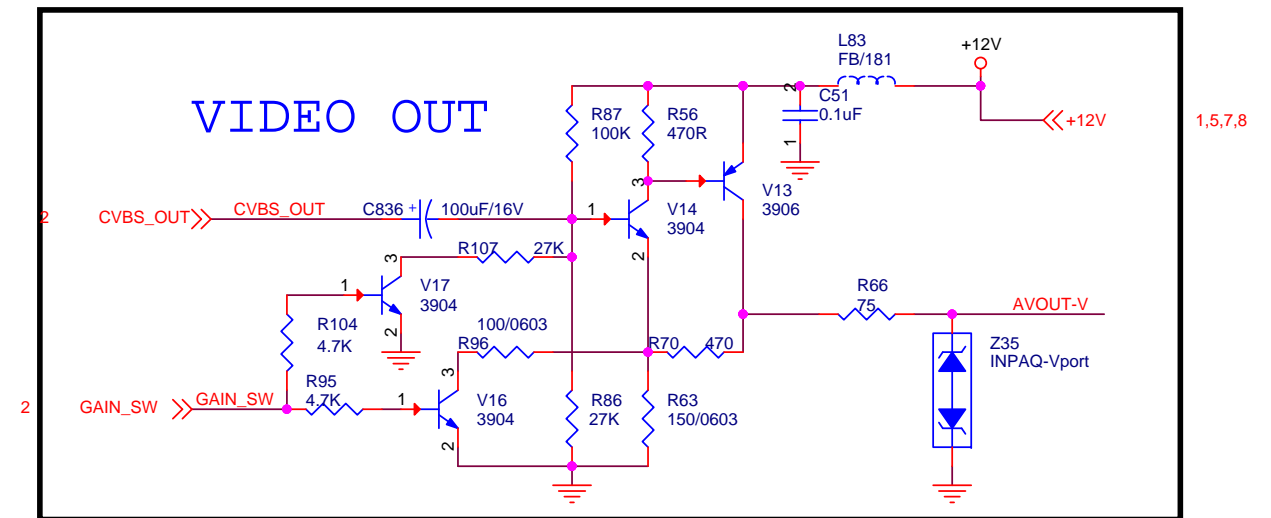 VIDEO OUT
L83
FB/181
+12V
+12V
1,5,7,8
2
C51
0.1uF
1
R87
100K
R56
470R
3
V13
3906
2
CVBS_OUT
CVBS_OUT
C836
+
100uF/16V
1
V14
3904
2
R107
27K
3
1
V17
3904
2
R66
75
AVOUT-V
R104
4.7K
100/0603
R96
R70
470
Z35
INPAQ-Vport
R95
4.7K
3
2
GAIN_SW
GAIN_SW
1
V16
3904
2
R86
27K
R63
150/0603